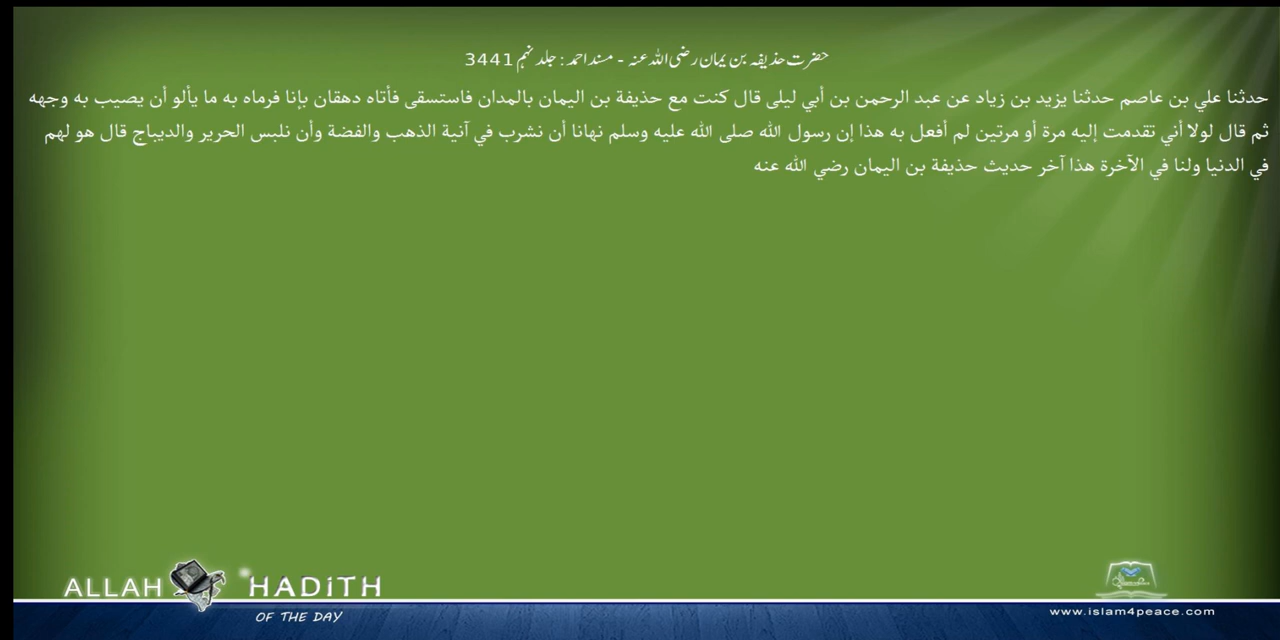 حضرت حذیفہ بن یمان رضی اللہ عنہ - مسند احمد : جلد نہم 3441
حدثنا علي بن عاصم حدثنا يزيد بن زياد عن عبد الرحمن بن أبي ليلى قال كنت مع حذيفة بن اليمان بالمدان فاستسقى فأتاه دهقان بإنا فرماه به ما يألو أن يصيب به وجهه
ثم قال لولا أني تقدمت إليه مرة أو مرتين لم أفعل به هذا إن رسول الله صلى الله عليه وسلم نهانا أن نشرب في آنية الذهب والفضة وأن نلبس الحرير والديباج قال هو لهم
في الدنيا ولنا في الآخرة هذا آخر حديث حذيفة بن اليمان رضي الله عنه
ALLAH HADITH
OF THE DAY
www.islam4peace.com